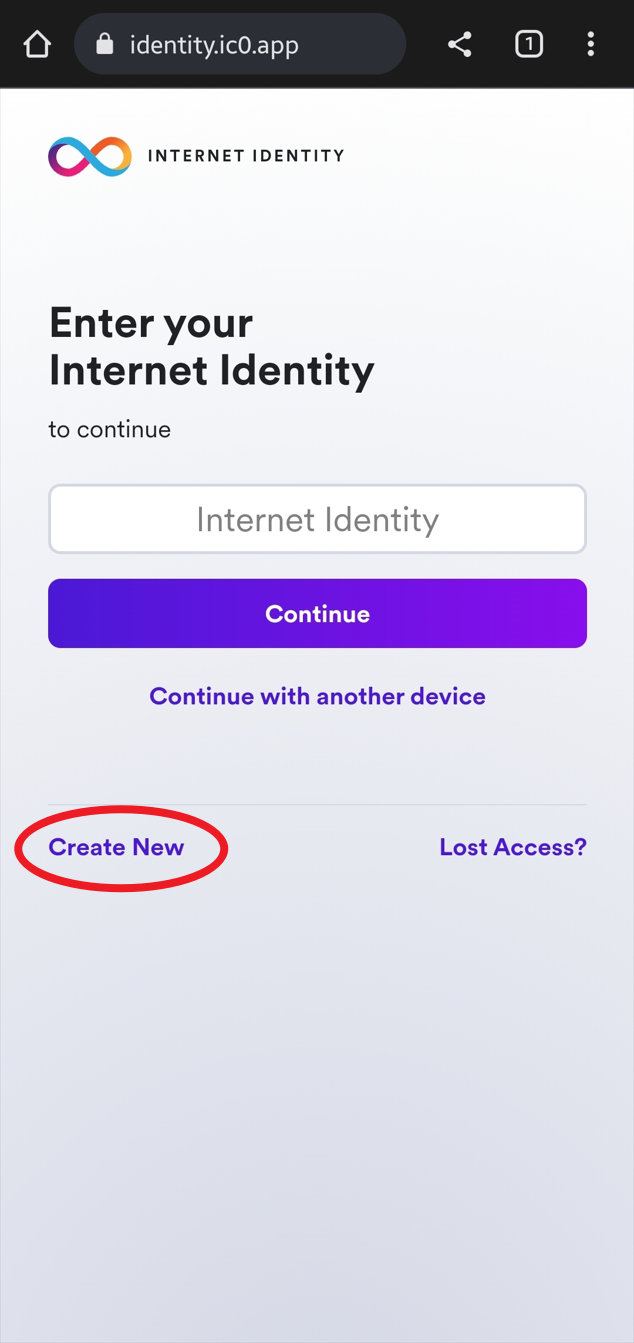 identity.ic0.app
1
INTERNET IDENTITY
Enter your
Internet Identity
to continue
Internet Identity
Continue
Continue with another device
Create New
Lost Access?